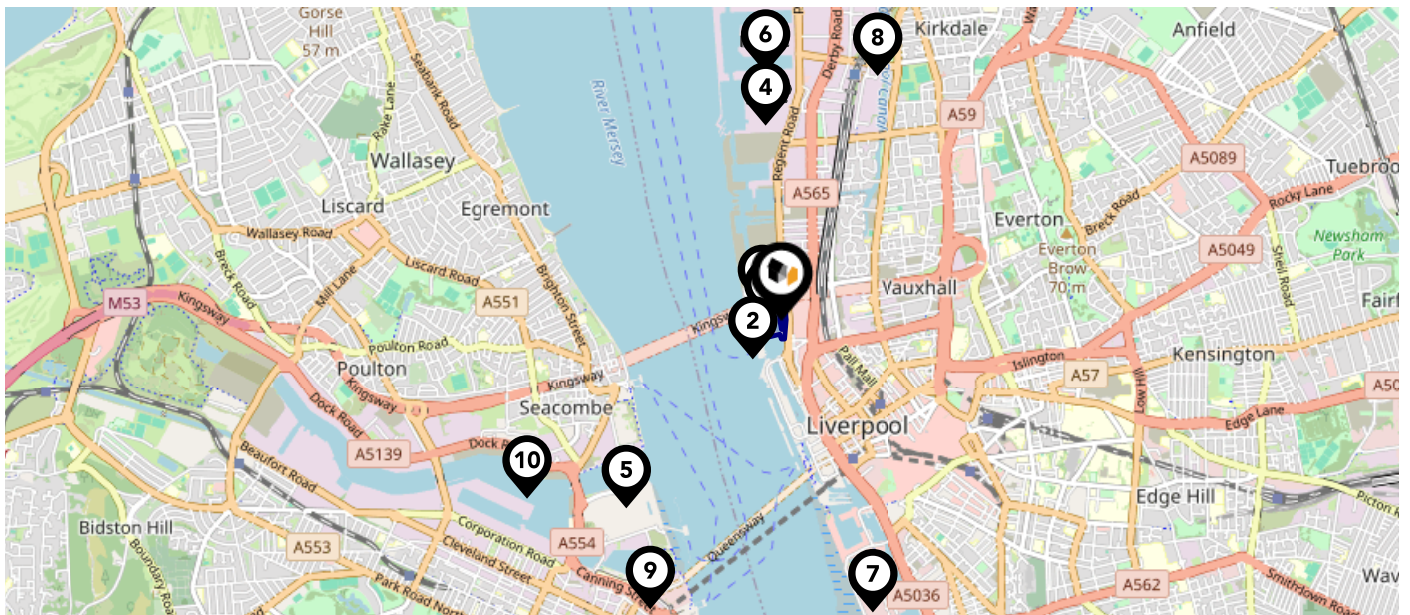 Gorse
Hill
57 m
6
8
Kirkdale
Anfield
Derby Road
Seabank Road
River Mersey
4
Rake Lane
A59
Wallasey
Regent Road
A5089
Tuebroo
A565
Rocky Lane
Liscard
Egremont
Everton
Breck Road
Wallasey Road
Everton
Brow
70 m
A5049
Newsham
Park
Breck Road
Liscard Road
Mill Lane
Brighton Street
Sheil Road
M53
Kingsway
A551
Vauxhall
Fairf
Kingsw
2
Poulton Road
Poulton
Pall Mall
Islington
Kensington
A57
Kingsway
Kingsway
Low Hill
A50
Dock Road
Seacombe
Edge Lane
Liverpool
A5139
Dock R
10
5
Beaufort Road
Edge Hill
Picton R
Bidston Hill
Corporation Road
Queensway
A553
A554
Cleveland Street
Boundary Road
Park Road North
Canning Stree
9
7
A5036
A562
Smithdown Road
Wav